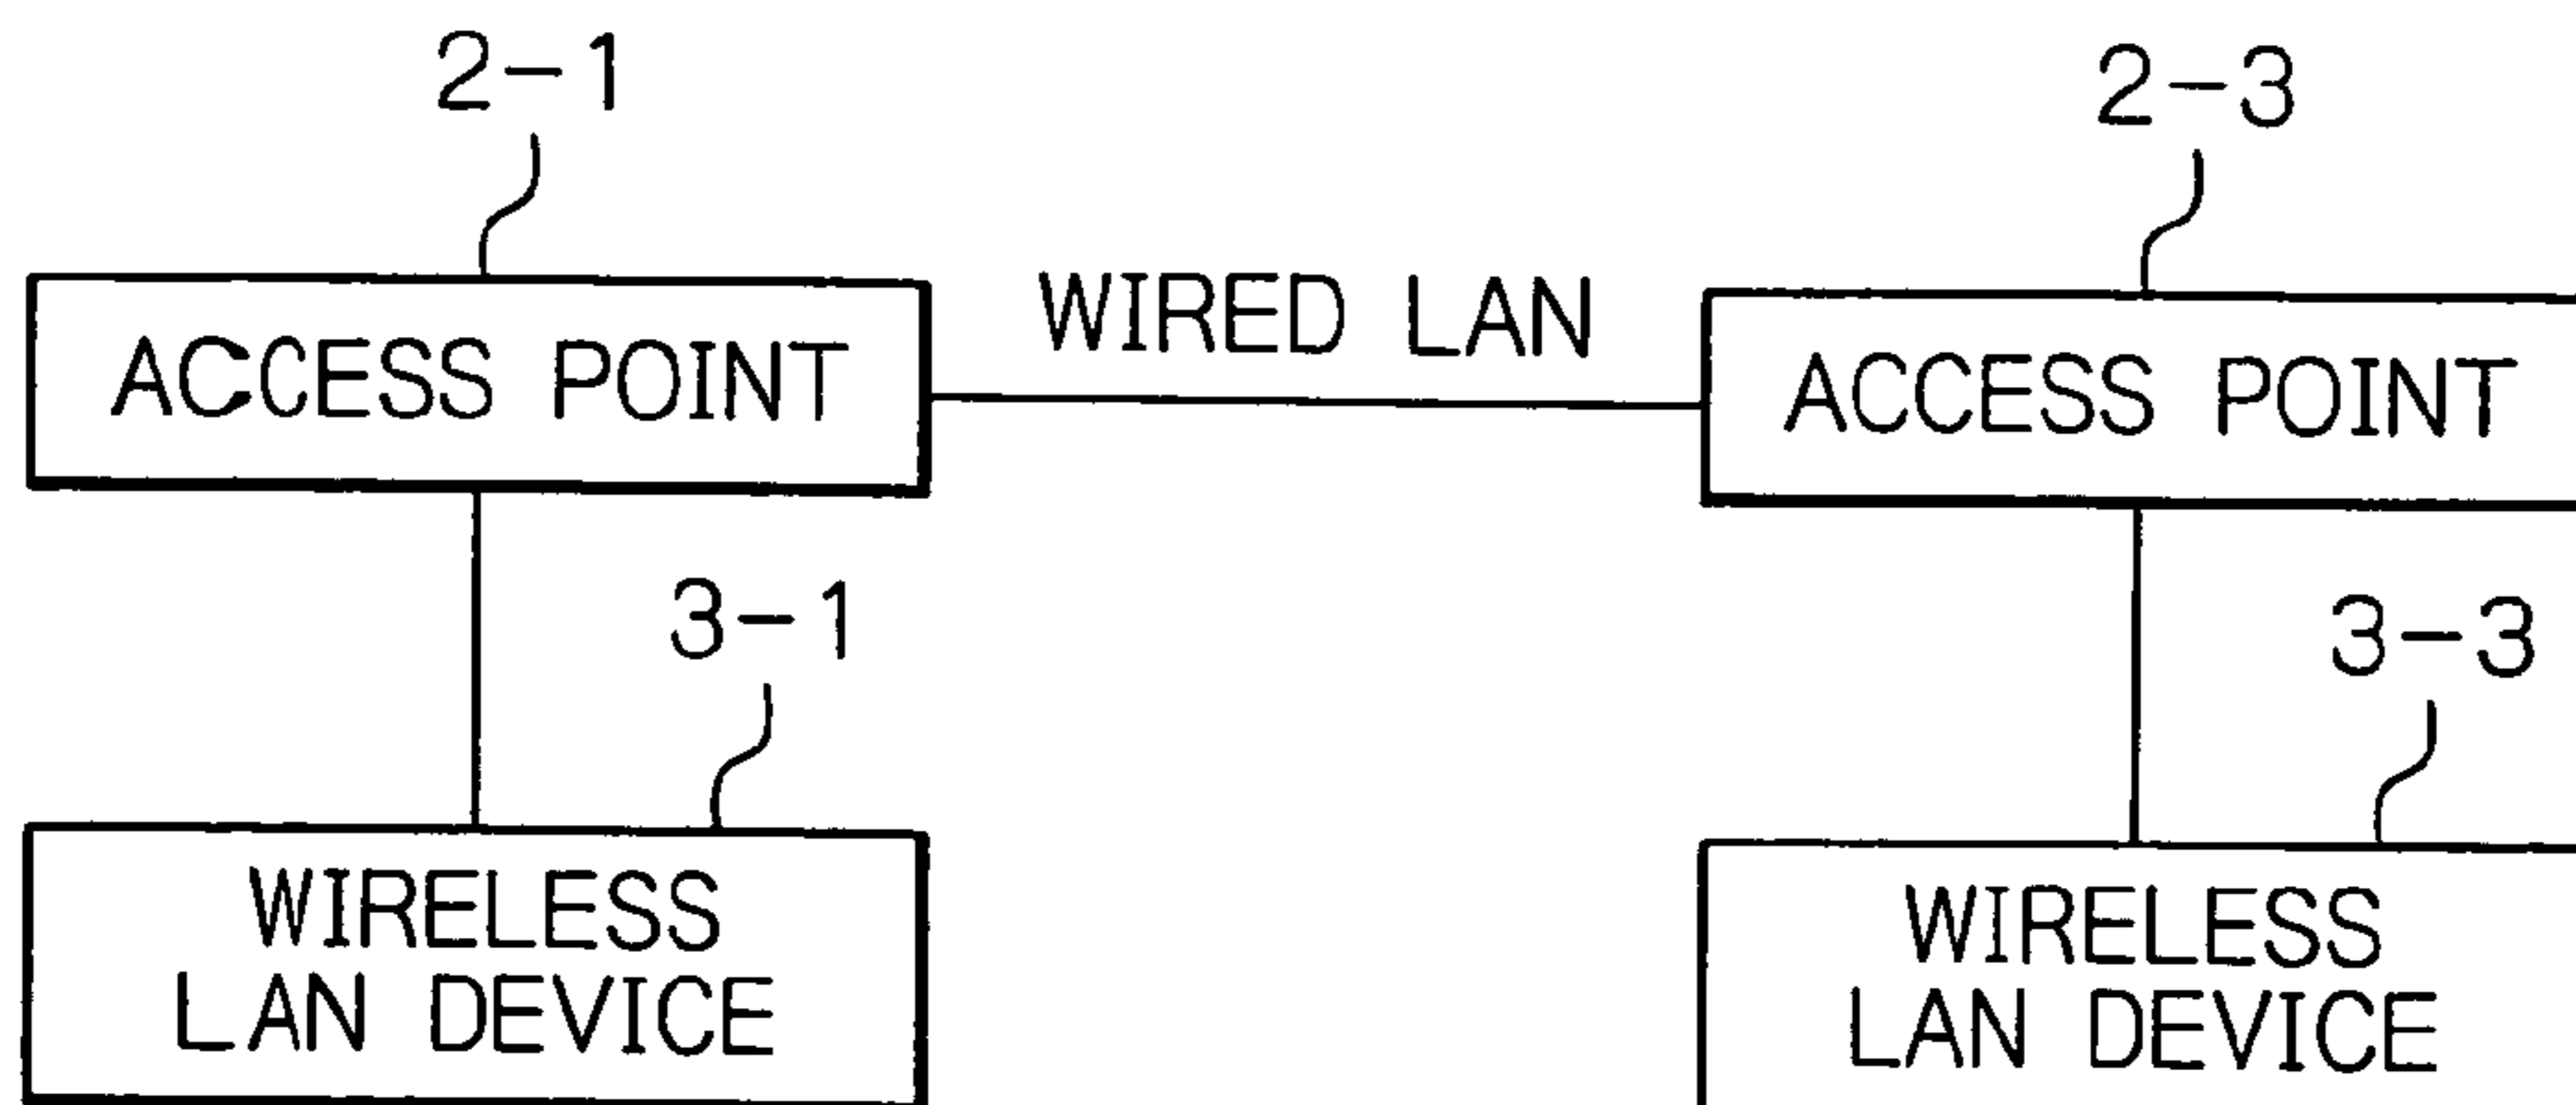 2-1
2-3
ACCESS POINT
WIRED LAN
ACCESS POINT
3-1
3-3
WIRELESS
LAN DEVICE
WIRELESS
LAN DEVICE